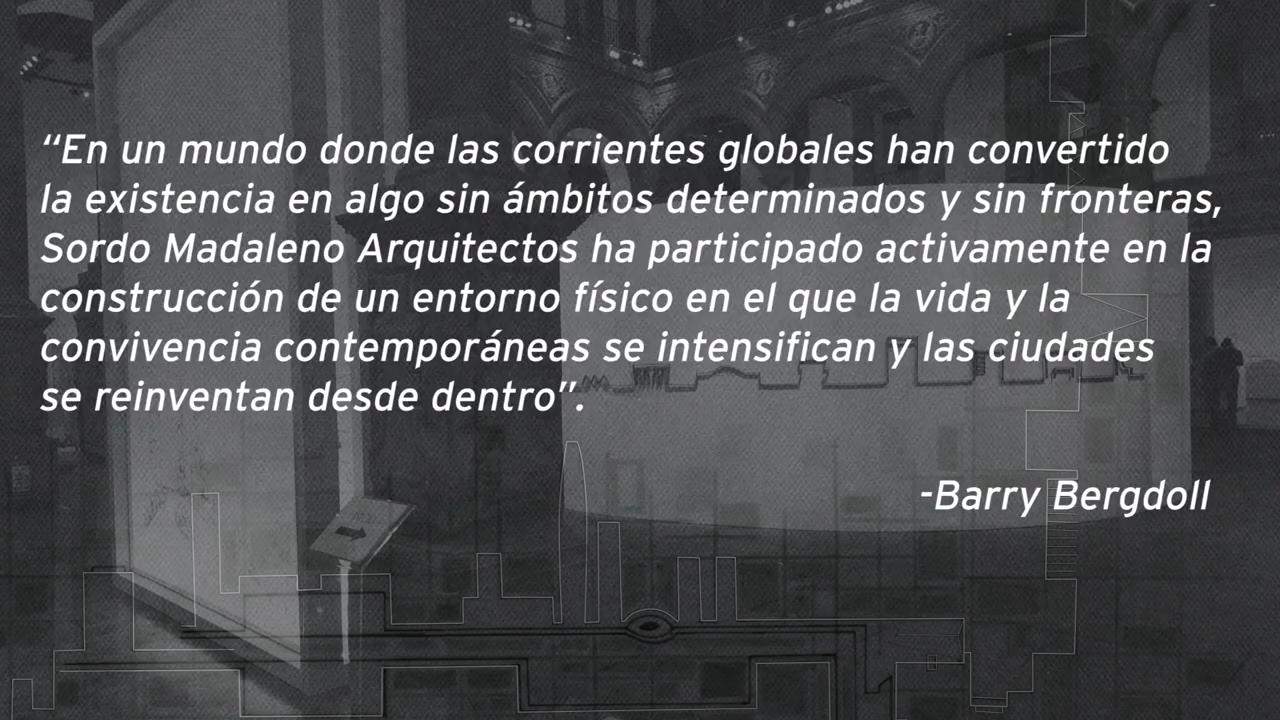 “En un mundo donde las corrientes globales han convertido
la existencia en algo sin ámbitos determinados y sin fronteras,
Sordo Madaleno Arquitectos ha participado activamente en la
construcción de un entorno físico en el que la vida y la
convivencia contemporáneas se intensifican y las ciudades
se reinventan desde dentro”.
-Barry Bergdoll